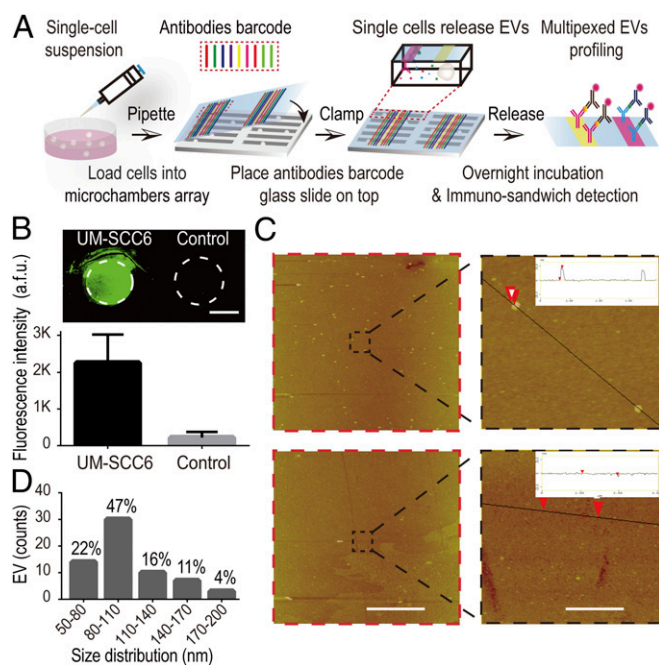 A
Single-cell
suspension
Antibodies barcode
Single cells release EVs
Multipexed EVs
profiling
Pipette
Clamp
Release
Load cells into
microchambers array
Place antibodies barcode
glass slide on top
Overnight incubation
& Immuno-sandwich detection
B
UM-SCC6
Control
Fluorescence intensity (a.f.u.)
3K
2K
1K
0
UM-SCC6
Control
C
D
EV (counts)
40
30
20
10
0
22%
47%
16%
11%
4%
50-80
80-110
110-140
140-170
170-200
Size distribution (nm)